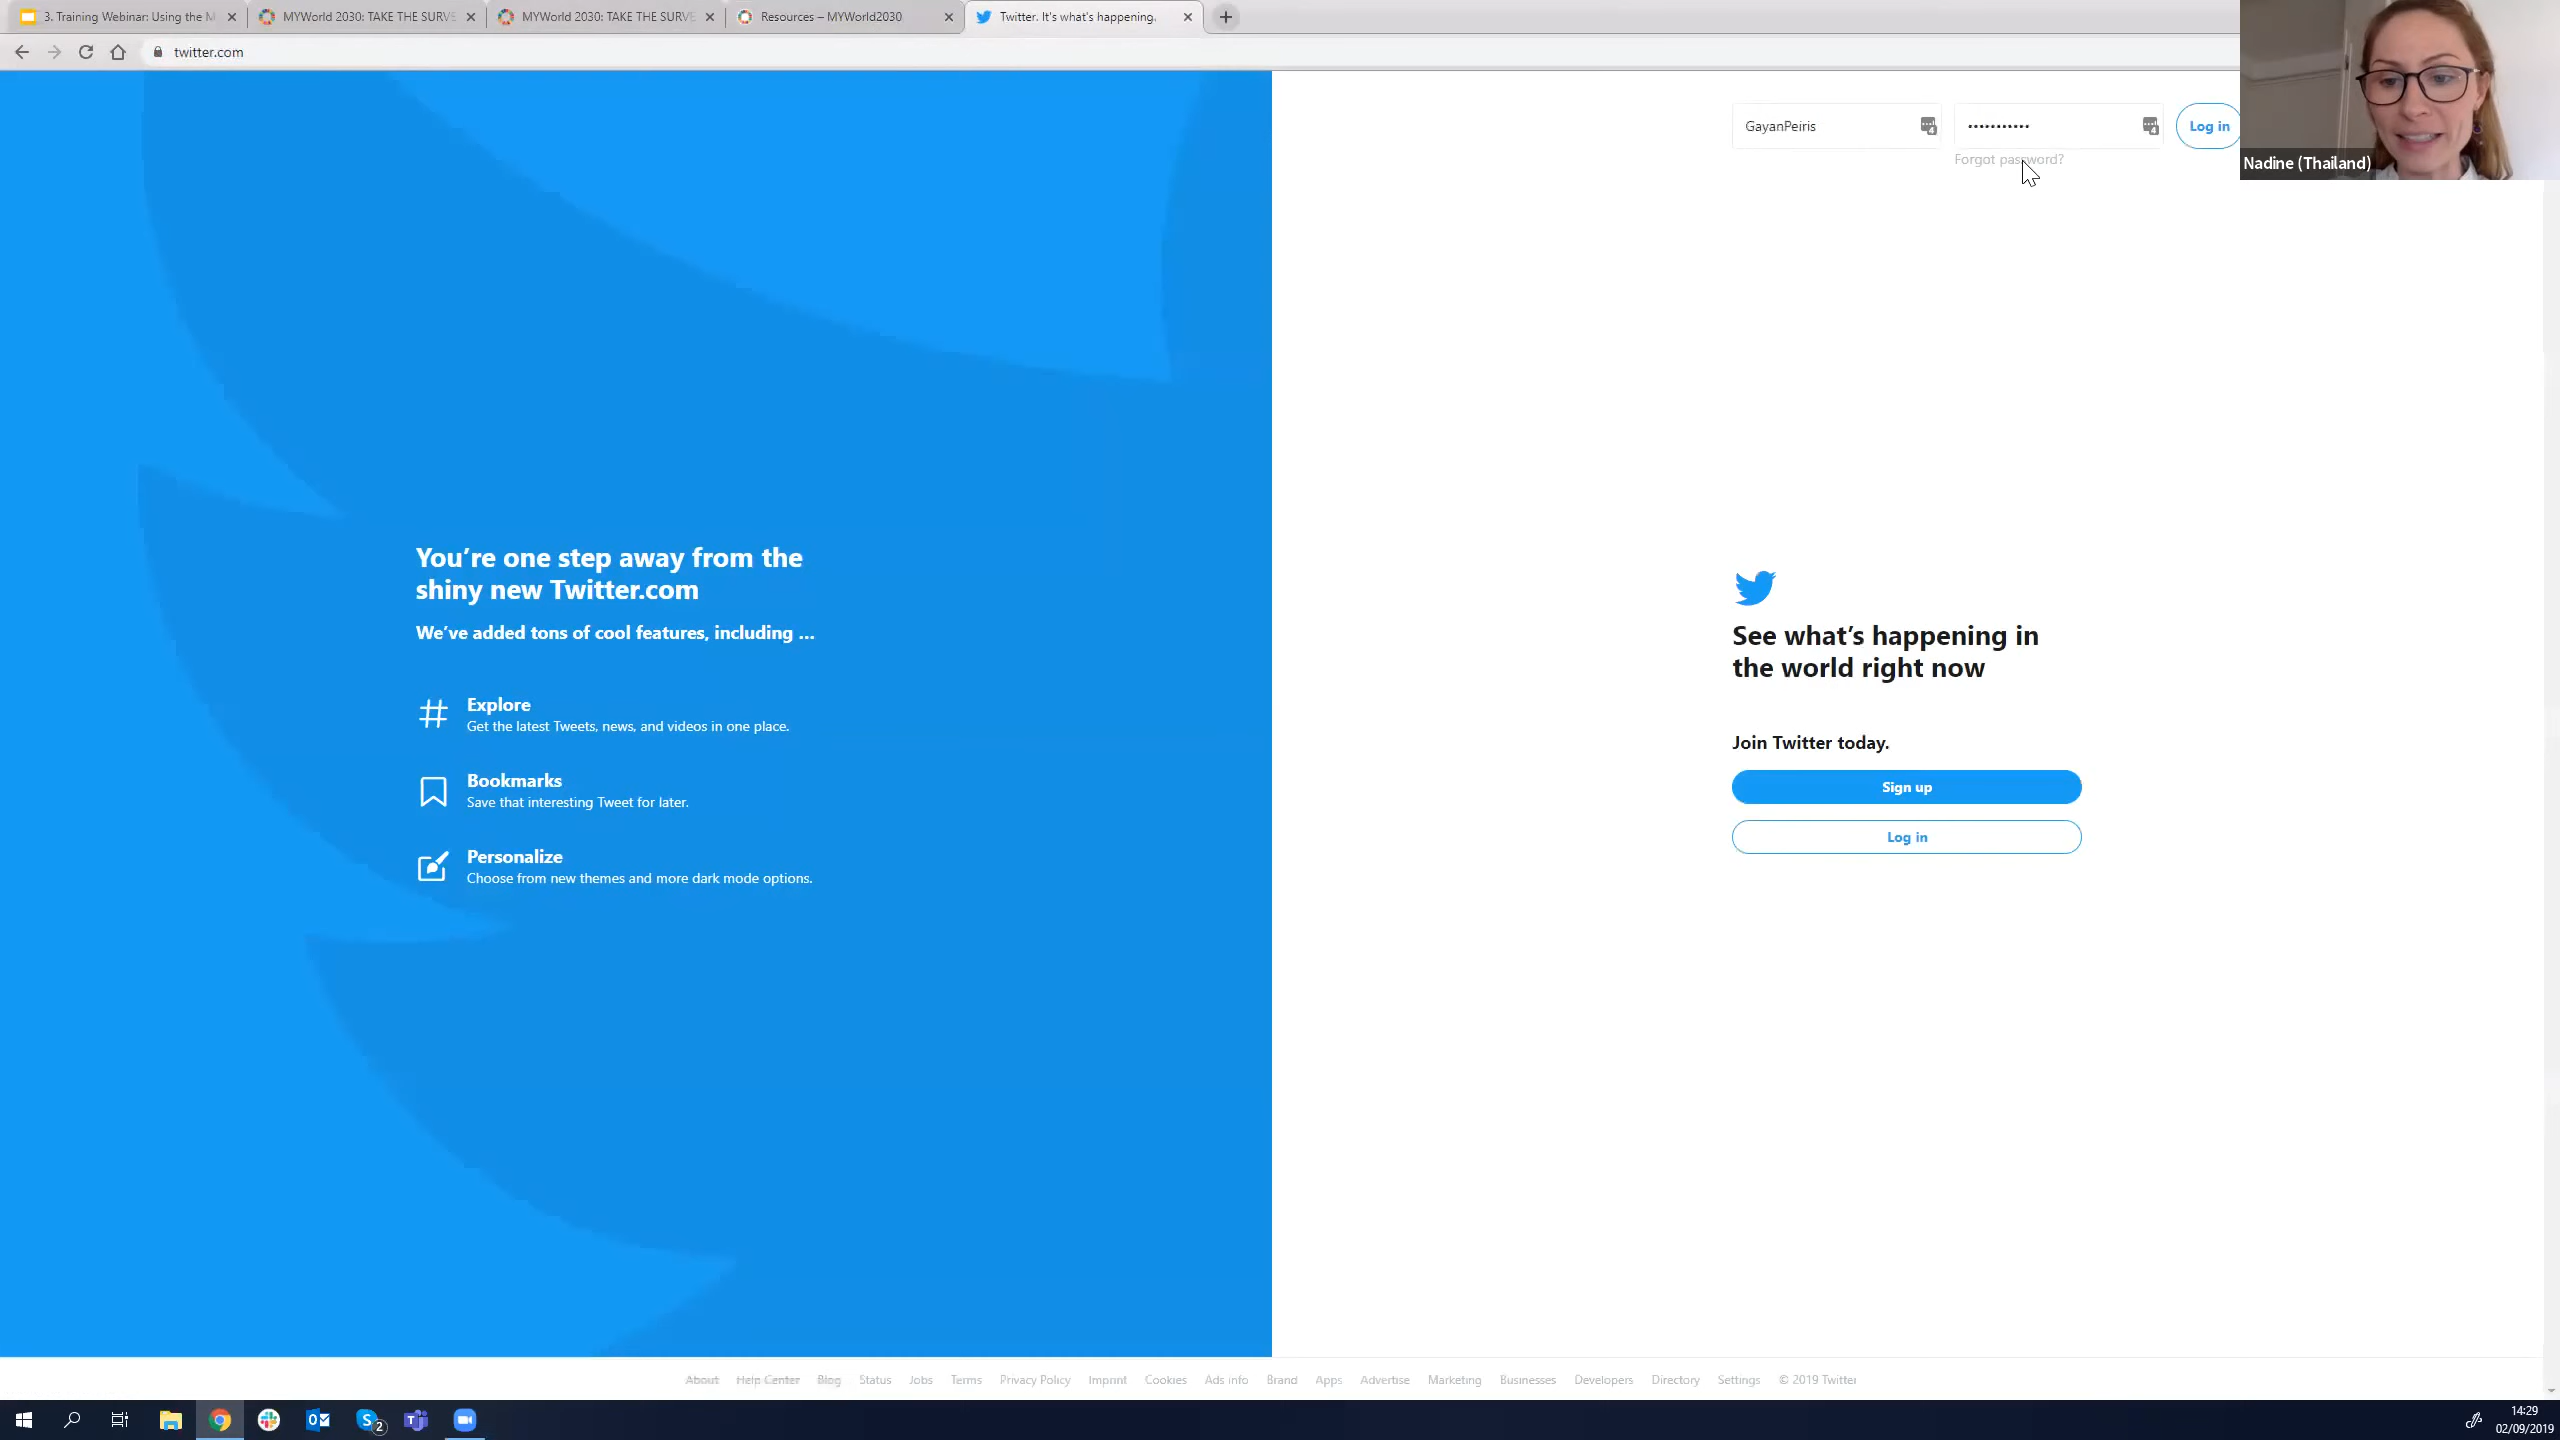 3. Training Webinar: Using the M
MYWorld 2030: TAKE THE SURVE
MYWorld 2030: TAKE THE SURVE
Resources – MYWorld2030
Twitter. It's what's happening.
twitter.com
GayanPeiris
•••••••••••
Log in
Forgot password?
Nadine (Thailand)
You're one step away from the
shiny new Twitter.com
We've added tons of cool features, including ...
Explore
Get the latest Tweets, news, and videos in one place.
Bookmarks
Save that interesting Tweet for later.
Personalize
Choose from new themes and more dark mode options.
See what's happening in
the world right now
Join Twitter today.
Sign up
Log in
About Help Center Blog Status Jobs Terms Privacy Policy Imprint Cookies Ads info Brand Apps Advertise Marketing Businesses Developers Directory Settings © 2019 Twitter
2
14:29
02/09/2019